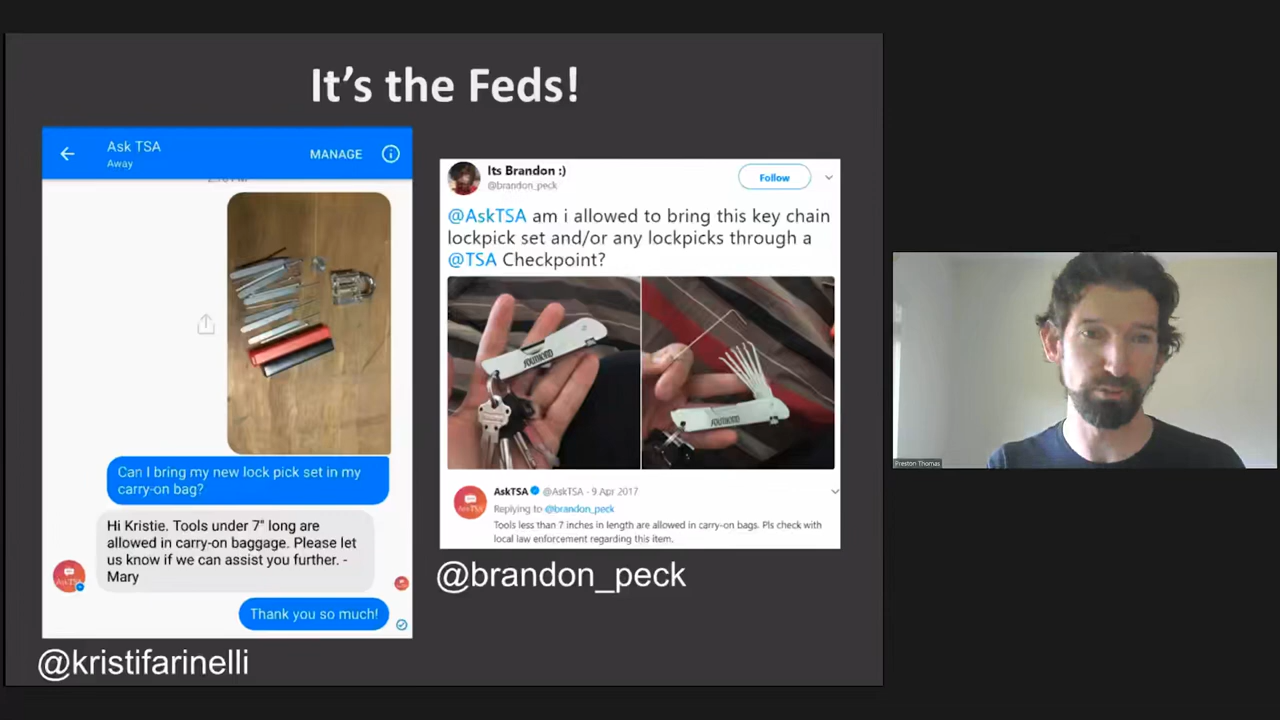 It's the Feds!
Ask TSA
Away
MANAGE
Can I bring my new lock pick set in my
carry-on bag?
Hi Kristie. Tools under 7" long are
allowed in carry-on baggage. Please let
us know if we can assist you further. -
Mary
Thank you so much!
@kristifarinelli
Its Brandon :)
@brandon_peck
Follow
@AskTSA am i allowed to bring this key chain
lockpick set and/or any lockpicks through a
@TSA Checkpoint?
SOUTHORD
SOUTHORD
AskTSA @AskTSA · 9 Apr 2017
Replying to @brandon_peck
Tools less than 7 inches in length are allowed in carry-on bags. Pls check with
local law enforcement regarding this item.
@brandon_peck
Preston Thomas